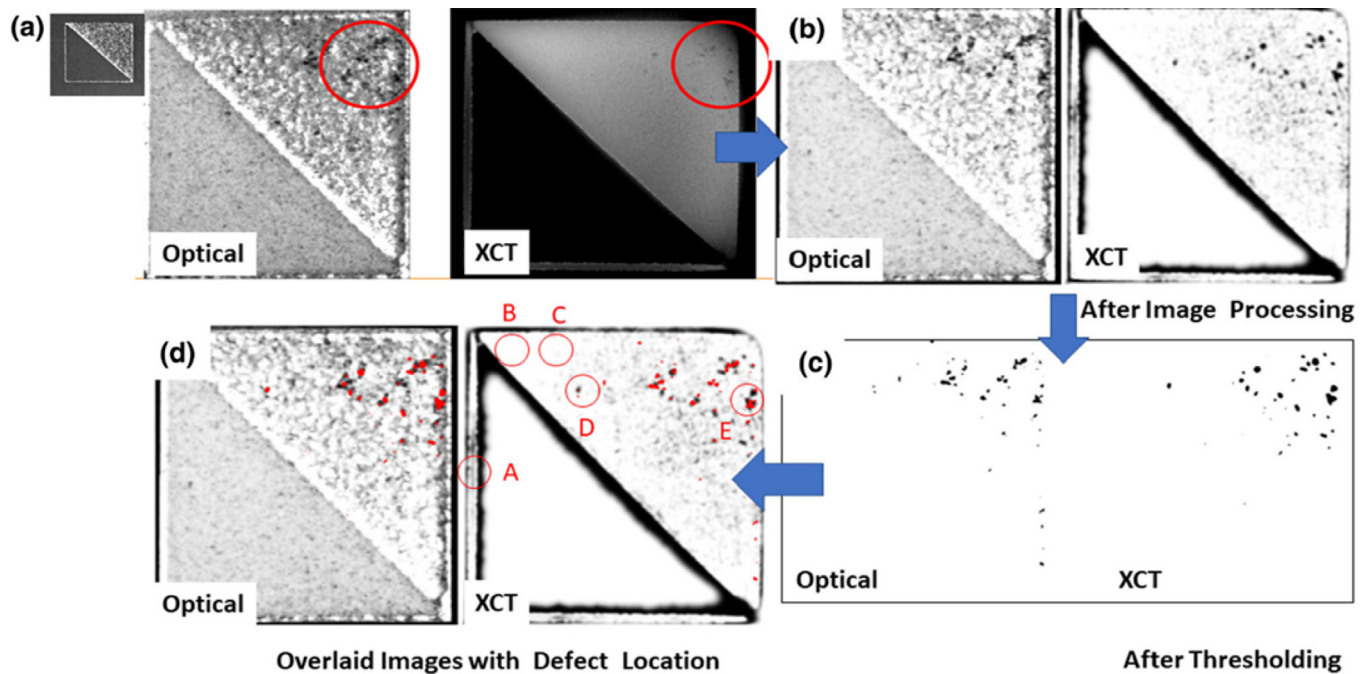 (a)
Optical
XCT
(b)
Optical
XCT
After Image Processing
(c)
Optical
XCT
After Thresholding
(d)
B
C
D
E
A
Optical
XCT
Overlaid Images with Defect Location